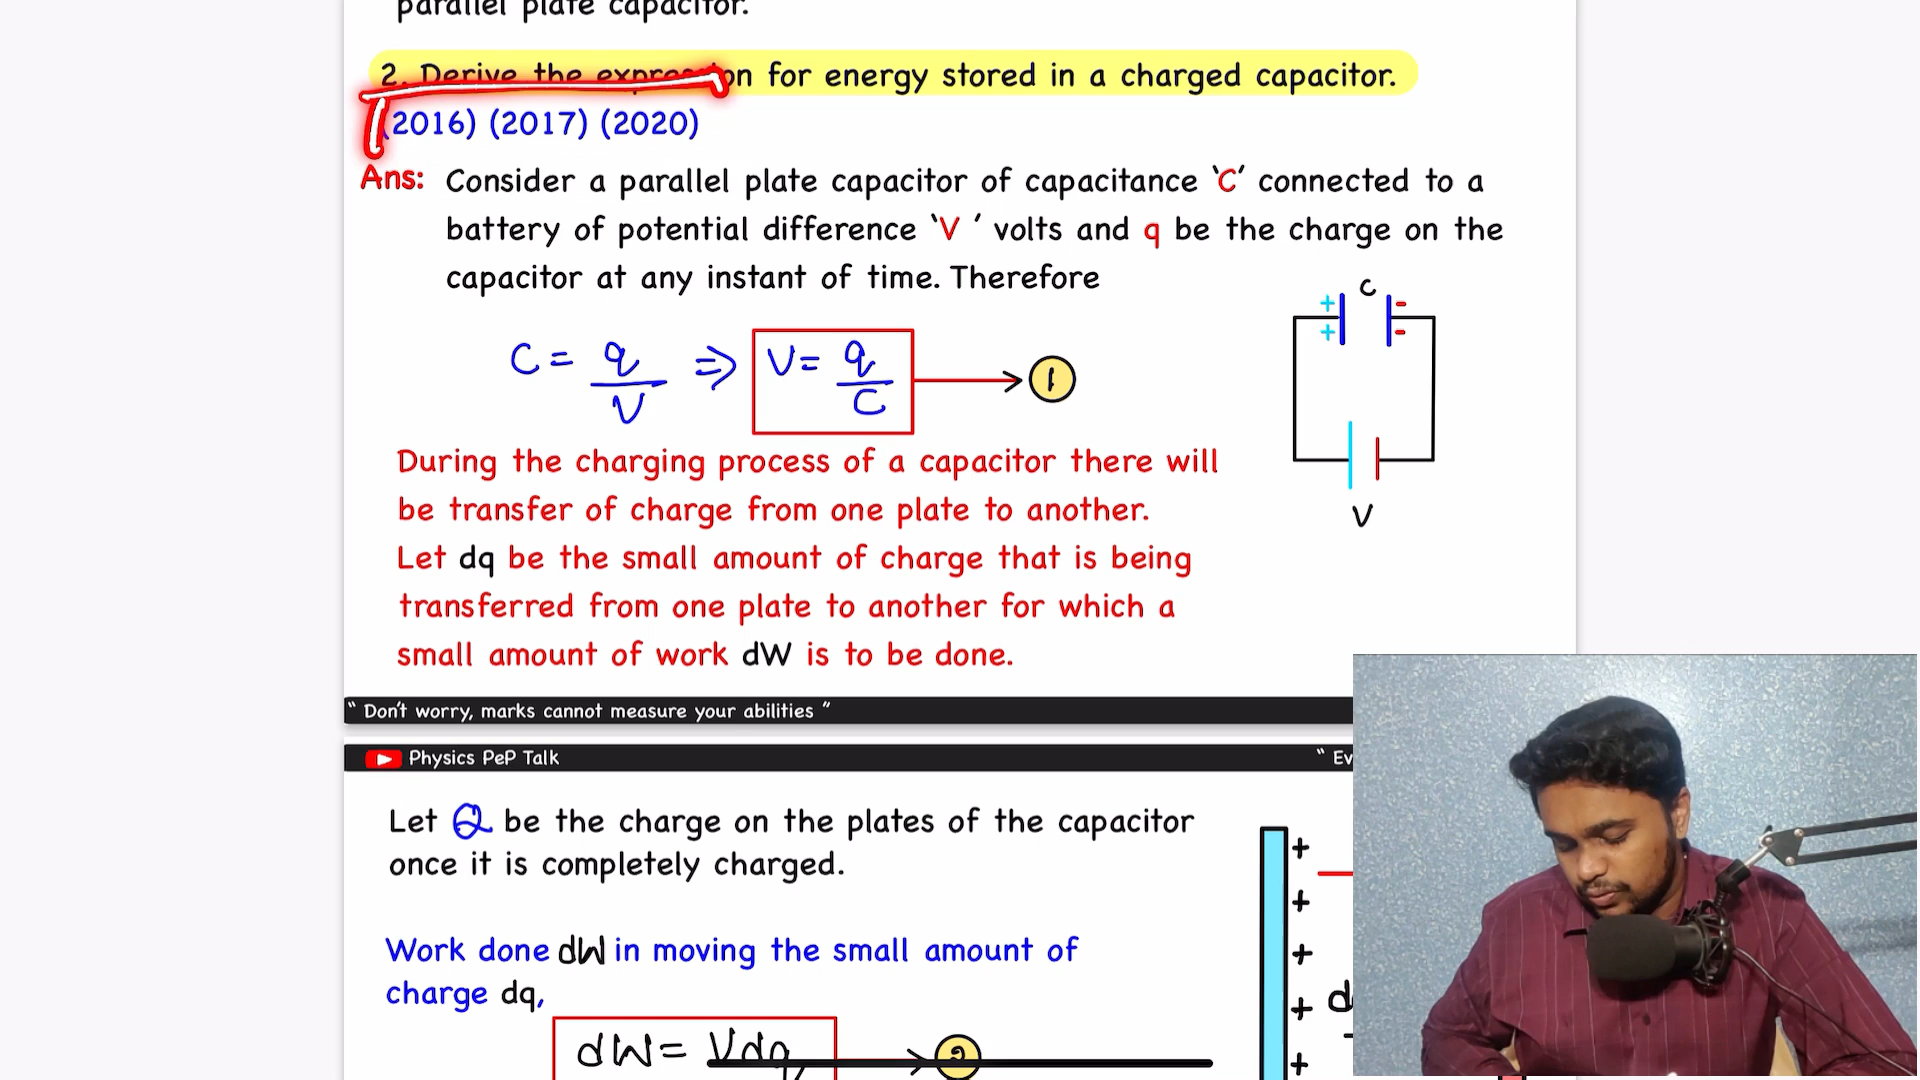 parallel plate capacitor.
2. Derive the expression for energy stored in a charged capacitor.
(2016) (2017) (2020)
Ans: Consider a parallel plate capacitor of capacitance ‘C’ connected to a
battery of potential difference ‘V ’ volts and q be the charge on the
capacitor at any instant of time. Therefore
C = q/V ⇒ V= q/C → 1
C
+ -
+ -
V
During the charging process of a capacitor there will
be transfer of charge from one plate to another.
Let dq be the small amount of charge that is being
transferred from one plate to another for which a
small amount of work dW is to be done.
“ Don't worry, marks cannot measure your abilities ”
Physics PeP Talk “ Ev
Let Q be the charge on the plates of the capacitor
once it is completely charged.
Work done dW in moving the small amount of
charge dq,
dW= Vdq → 2
+
+
+
+ d
+